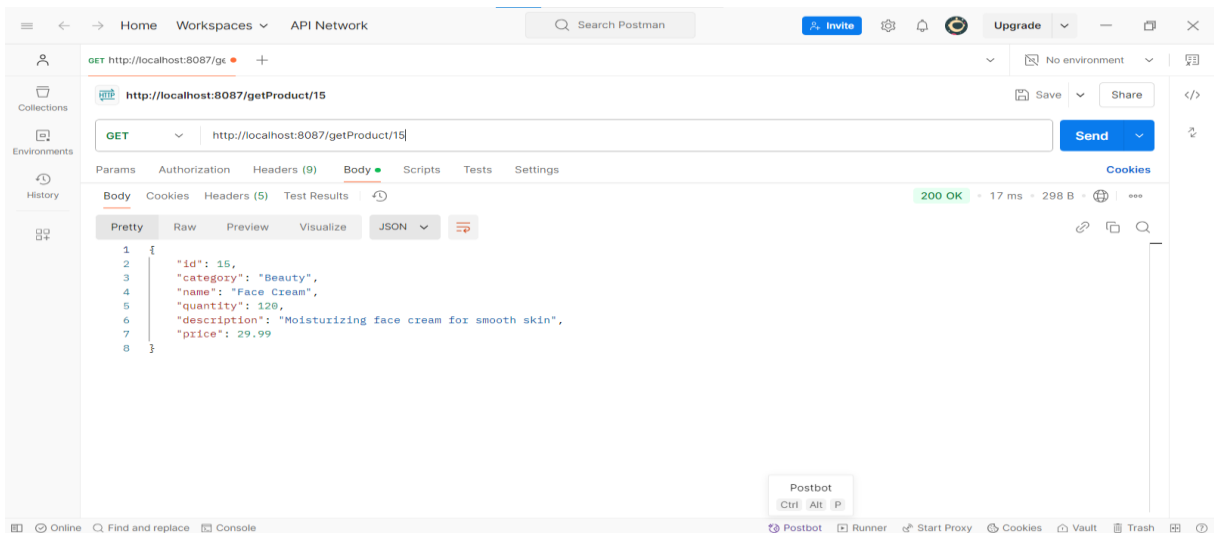 Home Workspaces API Network Search Postman Invite Upgrade
GET http://localhost:8087/ge No environment
HTTP http://localhost:8087/getProduct/15 Save Share
Collections
GET http://localhost:8087/getProduct/15 Send
Environments
Params Authorization Headers (9) Body Scripts Tests Settings Cookies
History
Body Cookies Headers (5) Test Results 200 OK 17 ms 298 B
Pretty Raw Preview Visualize JSON
1 {
2 "id": 15,
3 "category": "Beauty",
4 "name": "Face Cream",
5 "quantity": 120,
6 "description": "Moisturizing face cream for smooth skin",
7 "price": 29.99
8 }
Postbot
Ctrl Alt P
Online Find and replace Console Postbot Runner Start Proxy Cookies Vault Trash